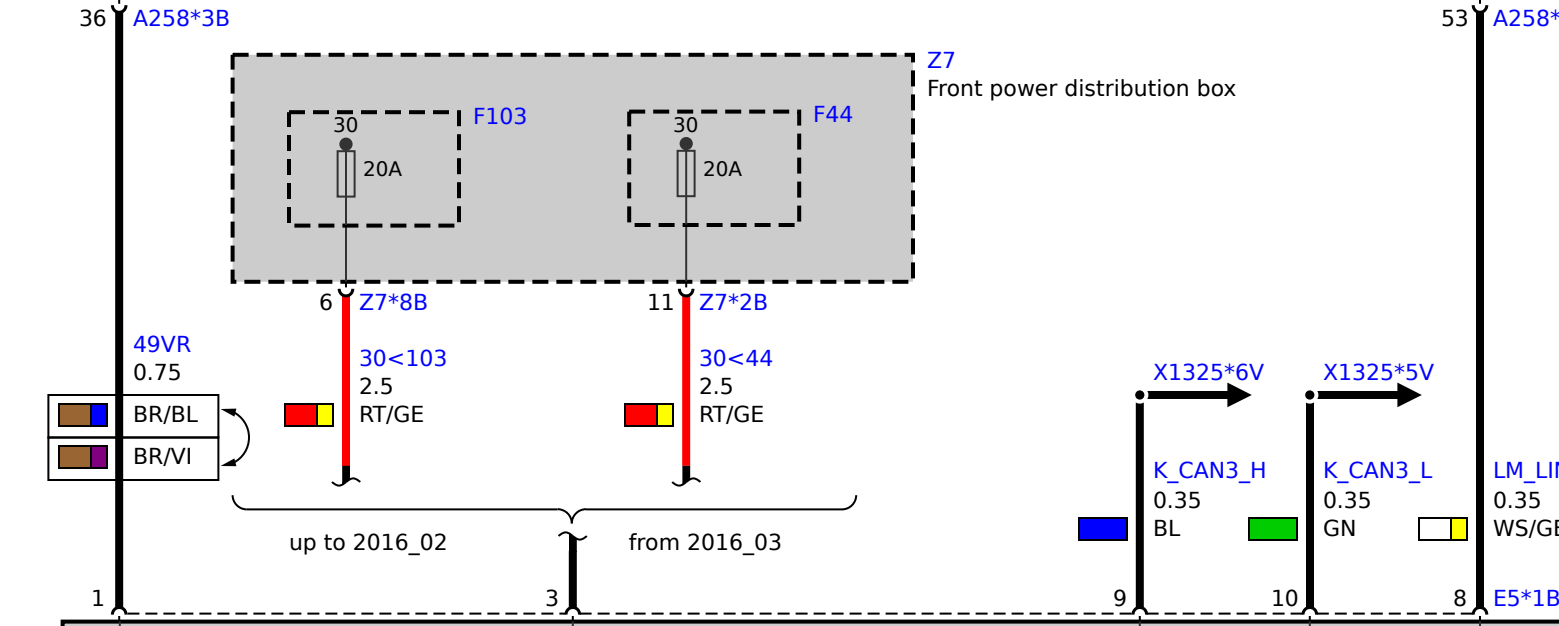 36 A258*3B
53 A258*
Z7
Front power distribution box
30 F103
20A
30 F44
20A
6 Z7*8B
11 Z7*2B
49VR
0.75
BR/BL
BR/VI
30<103
2.5
RT/GE
30<44
2.5
RT/GE
X1325*6V
X1325*5V
K_CAN3_H
0.35
BL
K_CAN3_L
0.35
GN
LM_LI
0.35
WS/G
up to 2016_02
from 2016_03
1
3
9
10
8 E5*1B